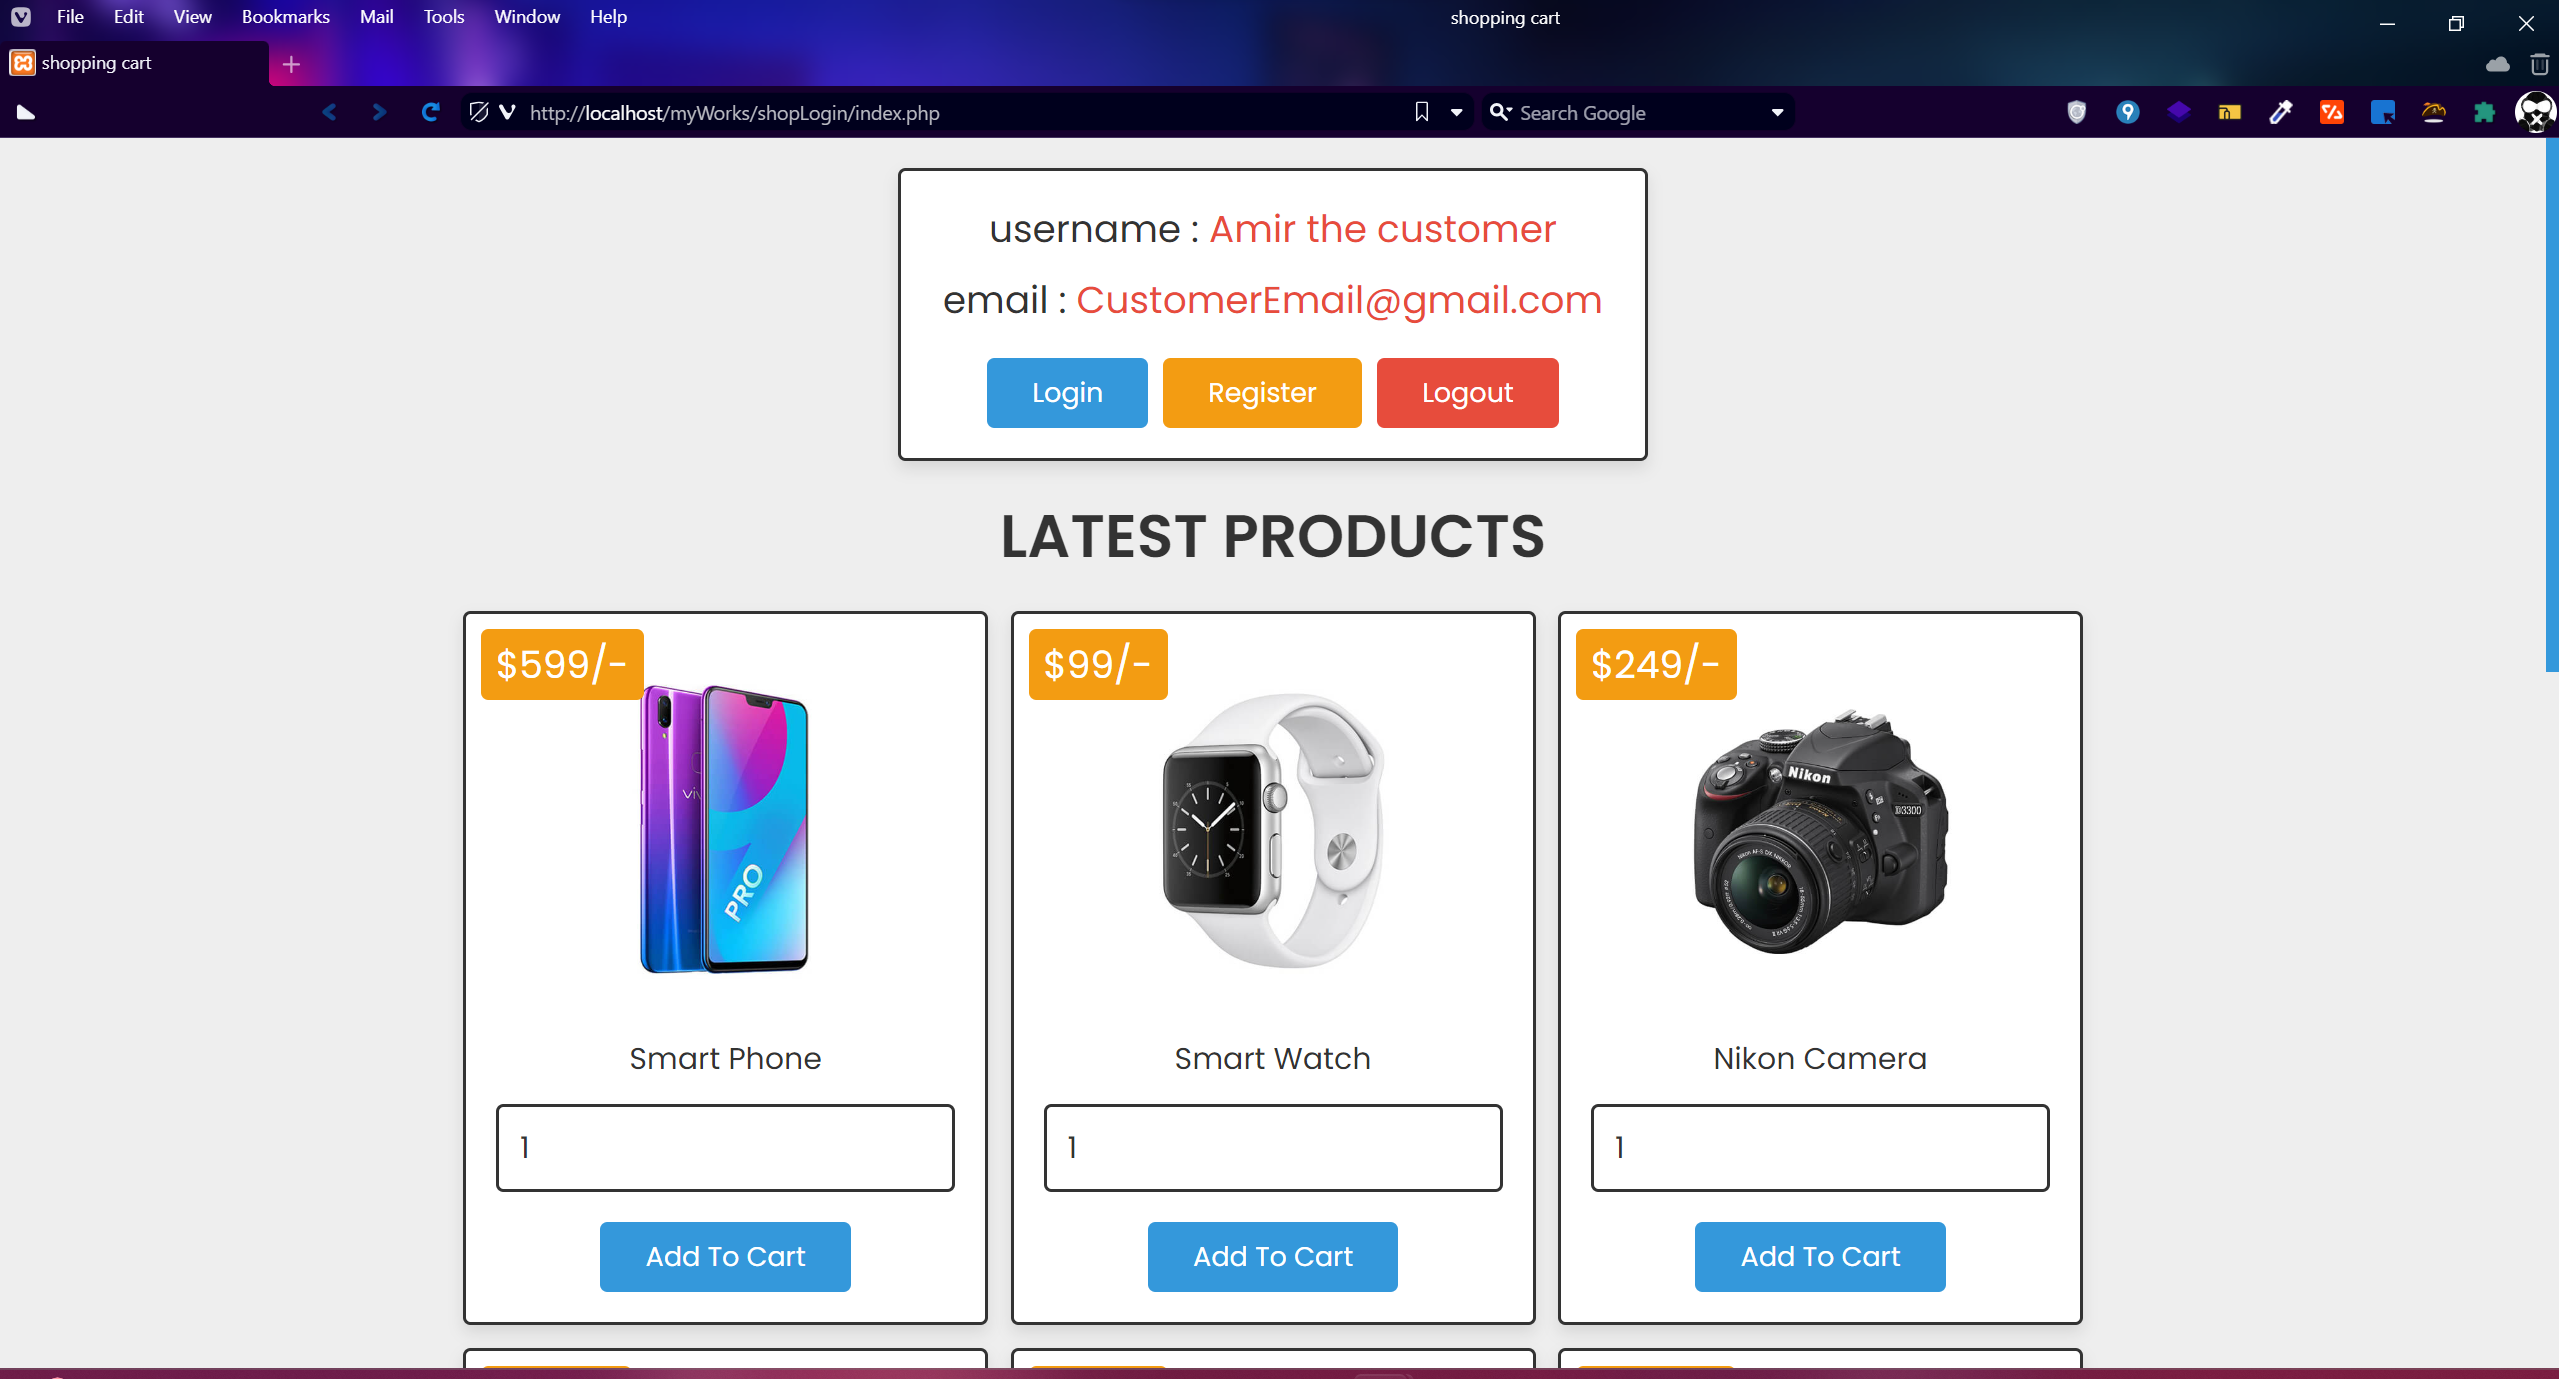 File Edit View Bookmarks Mail Tools Window Help
shopping cart
shopping cart
http://localhost/myWorks/shopLogin/index.php
Search Google
username : Amir the customer
email : CustomerEmail@gmail.com
Login Register Logout
LATEST PRODUCTS
$599/- $99/- $249/-
PRO
Nikon
D3300
Smart Phone Smart Watch Nikon Camera
1 1 1
Add To Cart Add To Cart Add To Cart